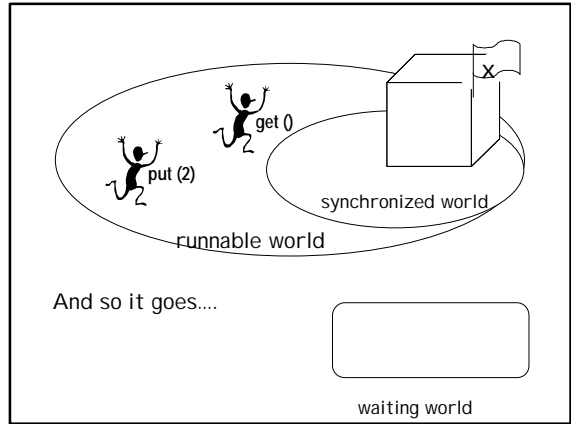 X
get ()
put (2)
synchronized world
runnable world
And so it goes....
waiting world